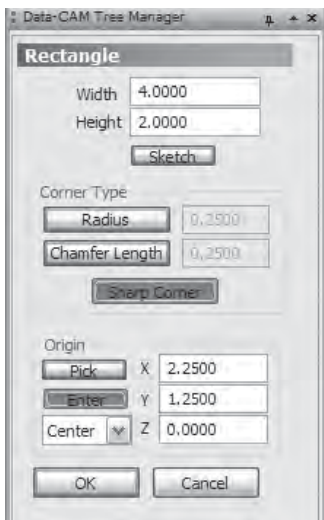 Data-CAM Tree Manager
Rectangle
Width 4.0000
Height 2.0000
Sketch
Corner Type
Radius 0.2500
Chamfer Length 0.2500
Sharp Corner
Origin
Pick X 2.2500
Enter Y 1.2500
Center Z 0.0000
OK Cancel